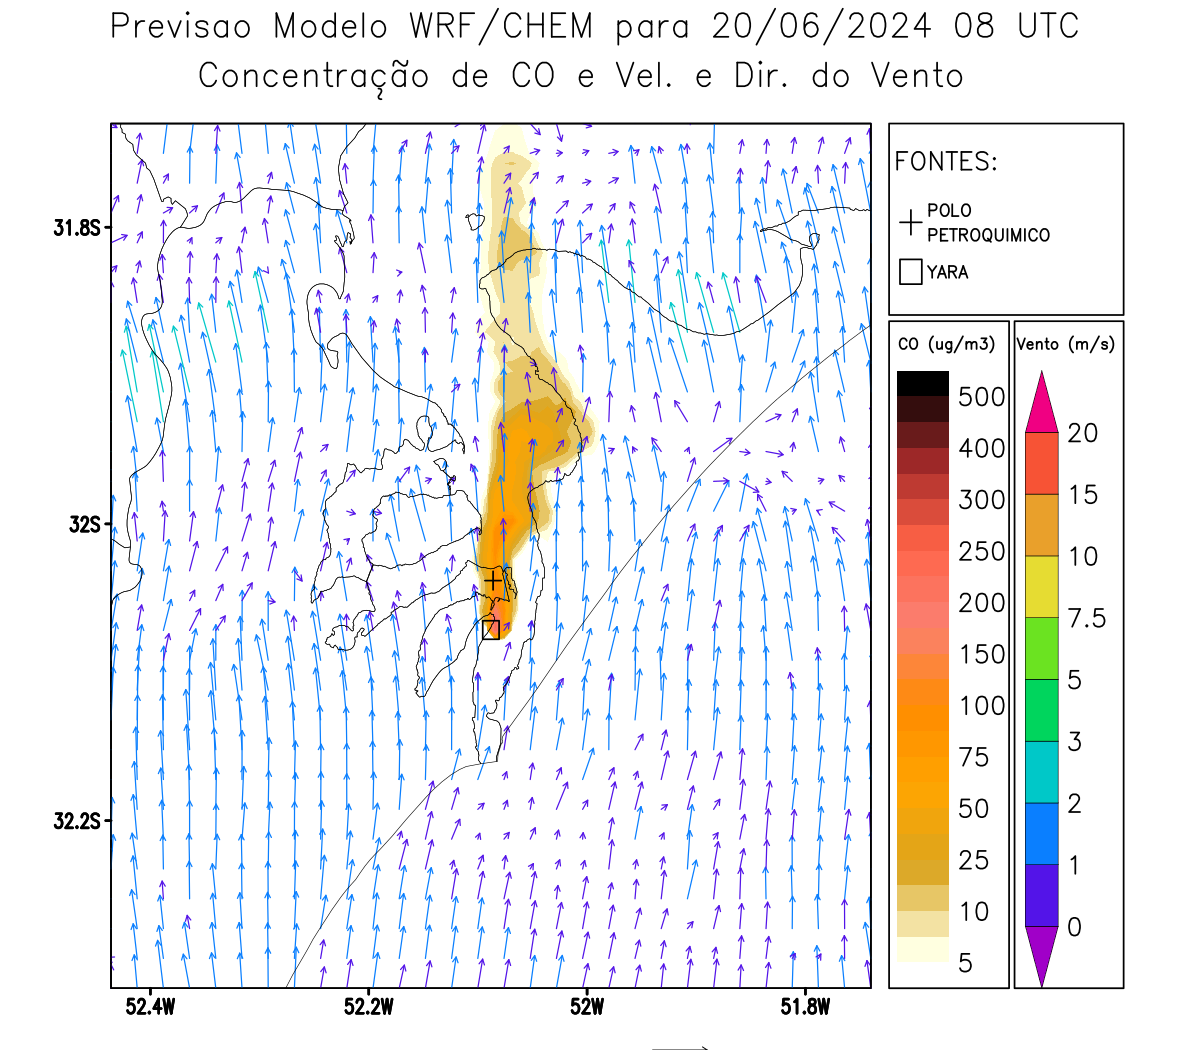 Previsao Modelo WRF/CHEM para 20/06/2024 08 UTC
Concentração de CO e Vel. e Dir. do Vento
FONTES:
POLO
PETROQUIMICO
YARA
CO (ug/m3)
500
400
300
250
200
150
100
75
50
25
10
5
Vento (m/s)
20
15
10
7.5
5
3
2
1
0
31.8S
32S
32.2S
52.4W
52.2W
52W
51.8W